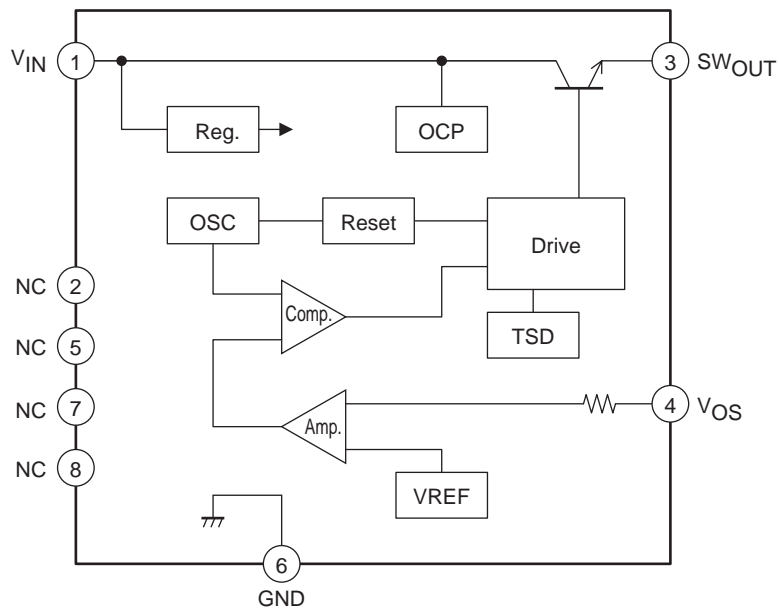 VIN
1
3
SWOUT
Reg.
OCP
OSC
Reset
Drive
NC
2
Comp.
TSD
NC
5
NC
7
Amp.
4
VOS
NC
8
VREF
6
GND